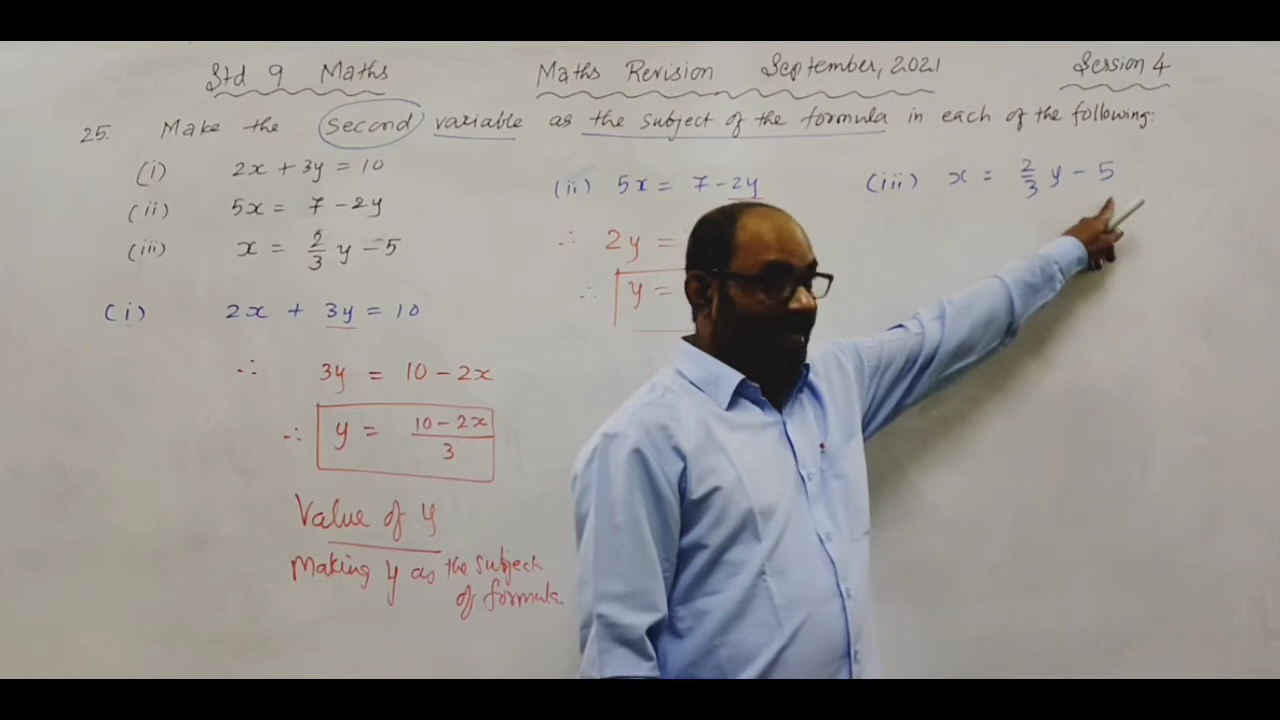 Std 9 Maths Maths Revision September, 2021 Session 4
25. Make the second variable as the subject of the formula in each of the following:
(i) 2x + 3y = 10
(ii) 5x = 7 - 2y
(iii) x = 2/3 y - 5
(i) 2x + 3y = 10
∴ 3y = 10 - 2x
∴ y = (10 - 2x)/3
Value of y
Making y as the subject
of formula
(ii) 5x = 7 - 2y
∴ 2y =
∴ y =
(iii) x = 2/3 y - 5